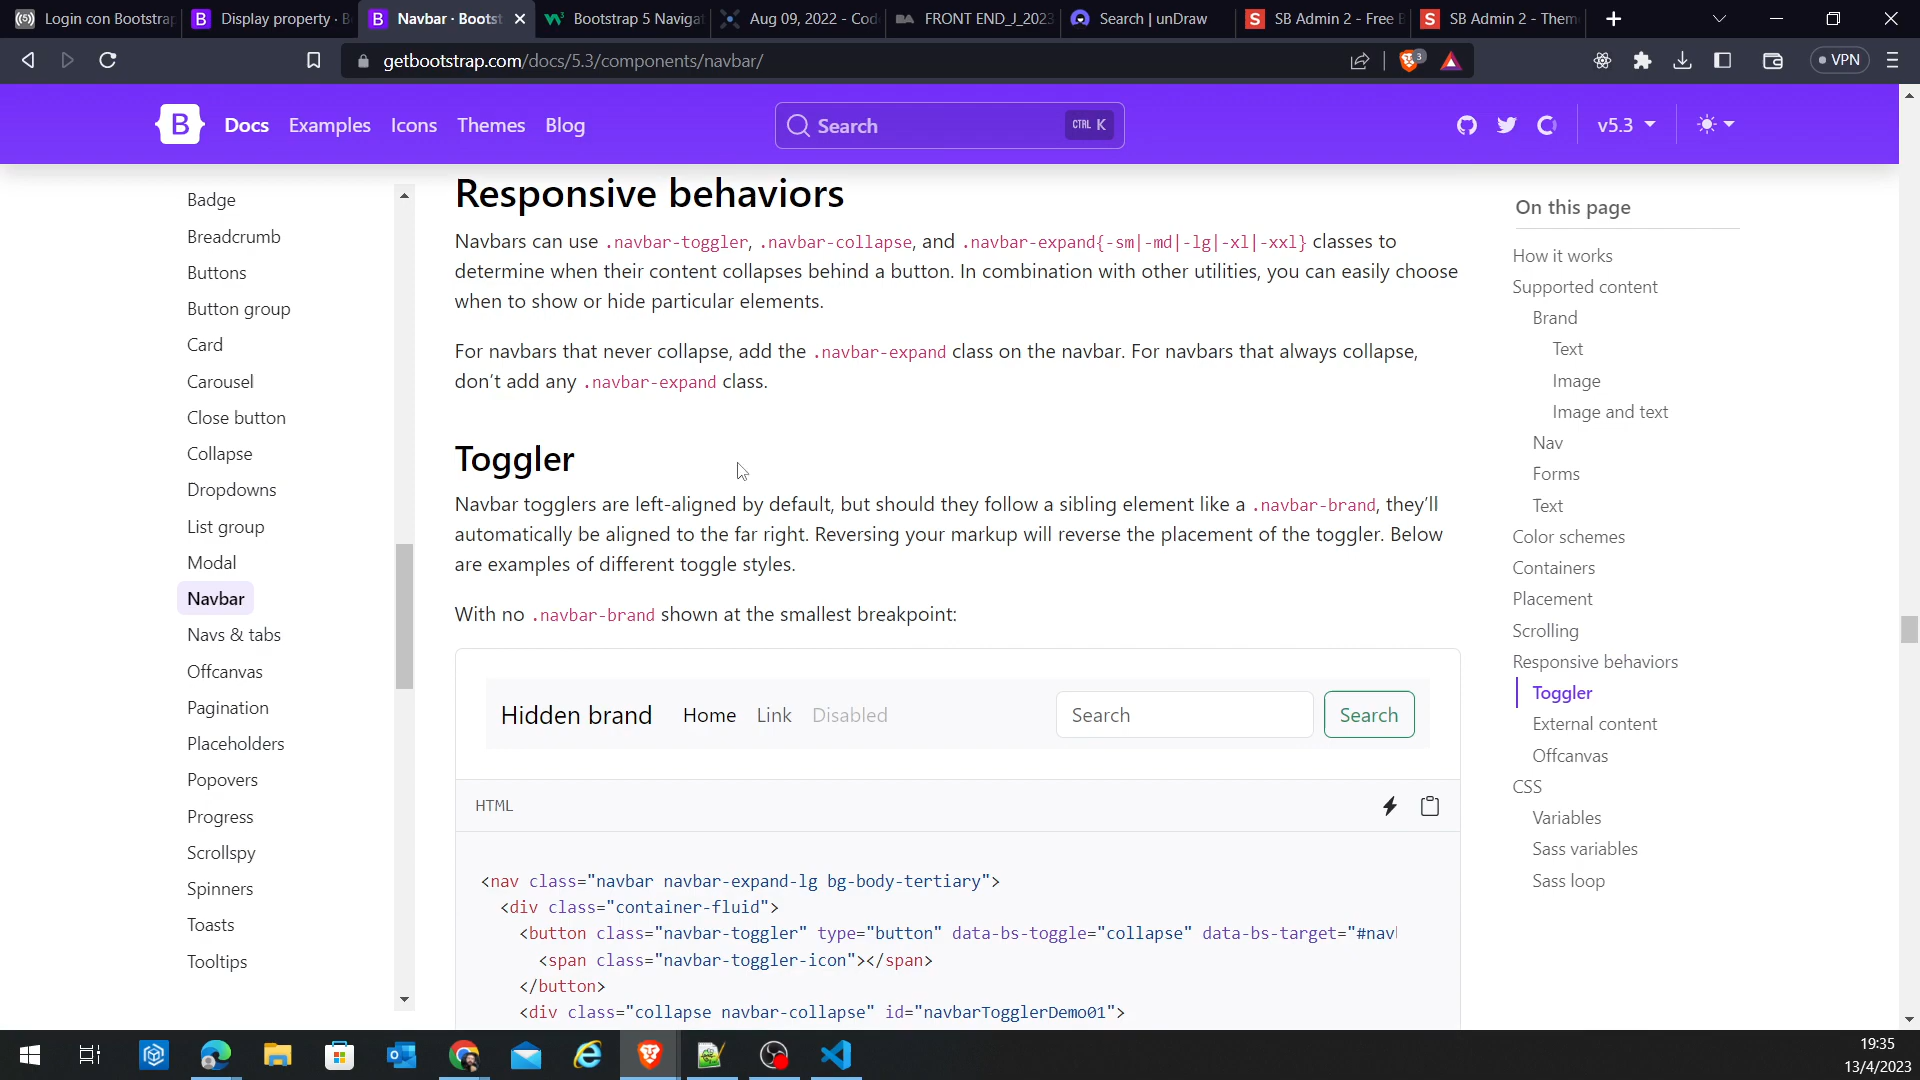 Login con Bootstrap
Display property · B
Navbar · Bootst
Bootstrap 5 Navigat
Aug 09, 2022 - Cod
FRONT END_J_2023
Search | unDraw
SB Admin 2 - Free B
SB Admin 2 - Them
getbootstrap.com/docs/5.3/components/navbar/
3
VPN
B
Docs
Examples
Icons
Themes
Blog
Search
CTRL K
v5.3
Badge
Breadcrumb
Buttons
Button group
Card
Carousel
Close button
Collapse
Dropdowns
List group
Modal
Navbar
Navs & tabs
Offcanvas
Pagination
Placeholders
Popovers
Progress
Scrollspy
Spinners
Toasts
Tooltips
Responsive behaviors
Navbars can use .navbar-toggler, .navbar-collapse, and .navbar-expand{-sm|-md|-lg|-xl|-xxl} classes to
determine when their content collapses behind a button. In combination with other utilities, you can easily choose
when to show or hide particular elements.
For navbars that never collapse, add the .navbar-expand class on the navbar. For navbars that always collapse,
don’t add any .navbar-expand class.
Toggler
Navbar togglers are left-aligned by default, but should they follow a sibling element like a .navbar-brand, they’ll
automatically be aligned to the far right. Reversing your markup will reverse the placement of the toggler. Below
are examples of different toggle styles.
With no .navbar-brand shown at the smallest breakpoint:
Hidden brand Home Link Disabled Search Search
HTML
<nav class="navbar navbar-expand-lg bg-body-tertiary">
<div class="container-fluid">
<button class="navbar-toggler" type="button" data-bs-toggle="collapse" data-bs-target="#nav
<span class="navbar-toggler-icon"></span>
</button>
<div class="collapse navbar-collapse" id="navbarTogglerDemo01">
On this page
How it works
Supported content
Brand
Text
Image
Image and text
Nav
Forms
Text
Color schemes
Containers
Placement
Scrolling
Responsive behaviors
Toggler
External content
Offcanvas
CSS
Variables
Sass variables
Sass loop
19:35
13/4/2023